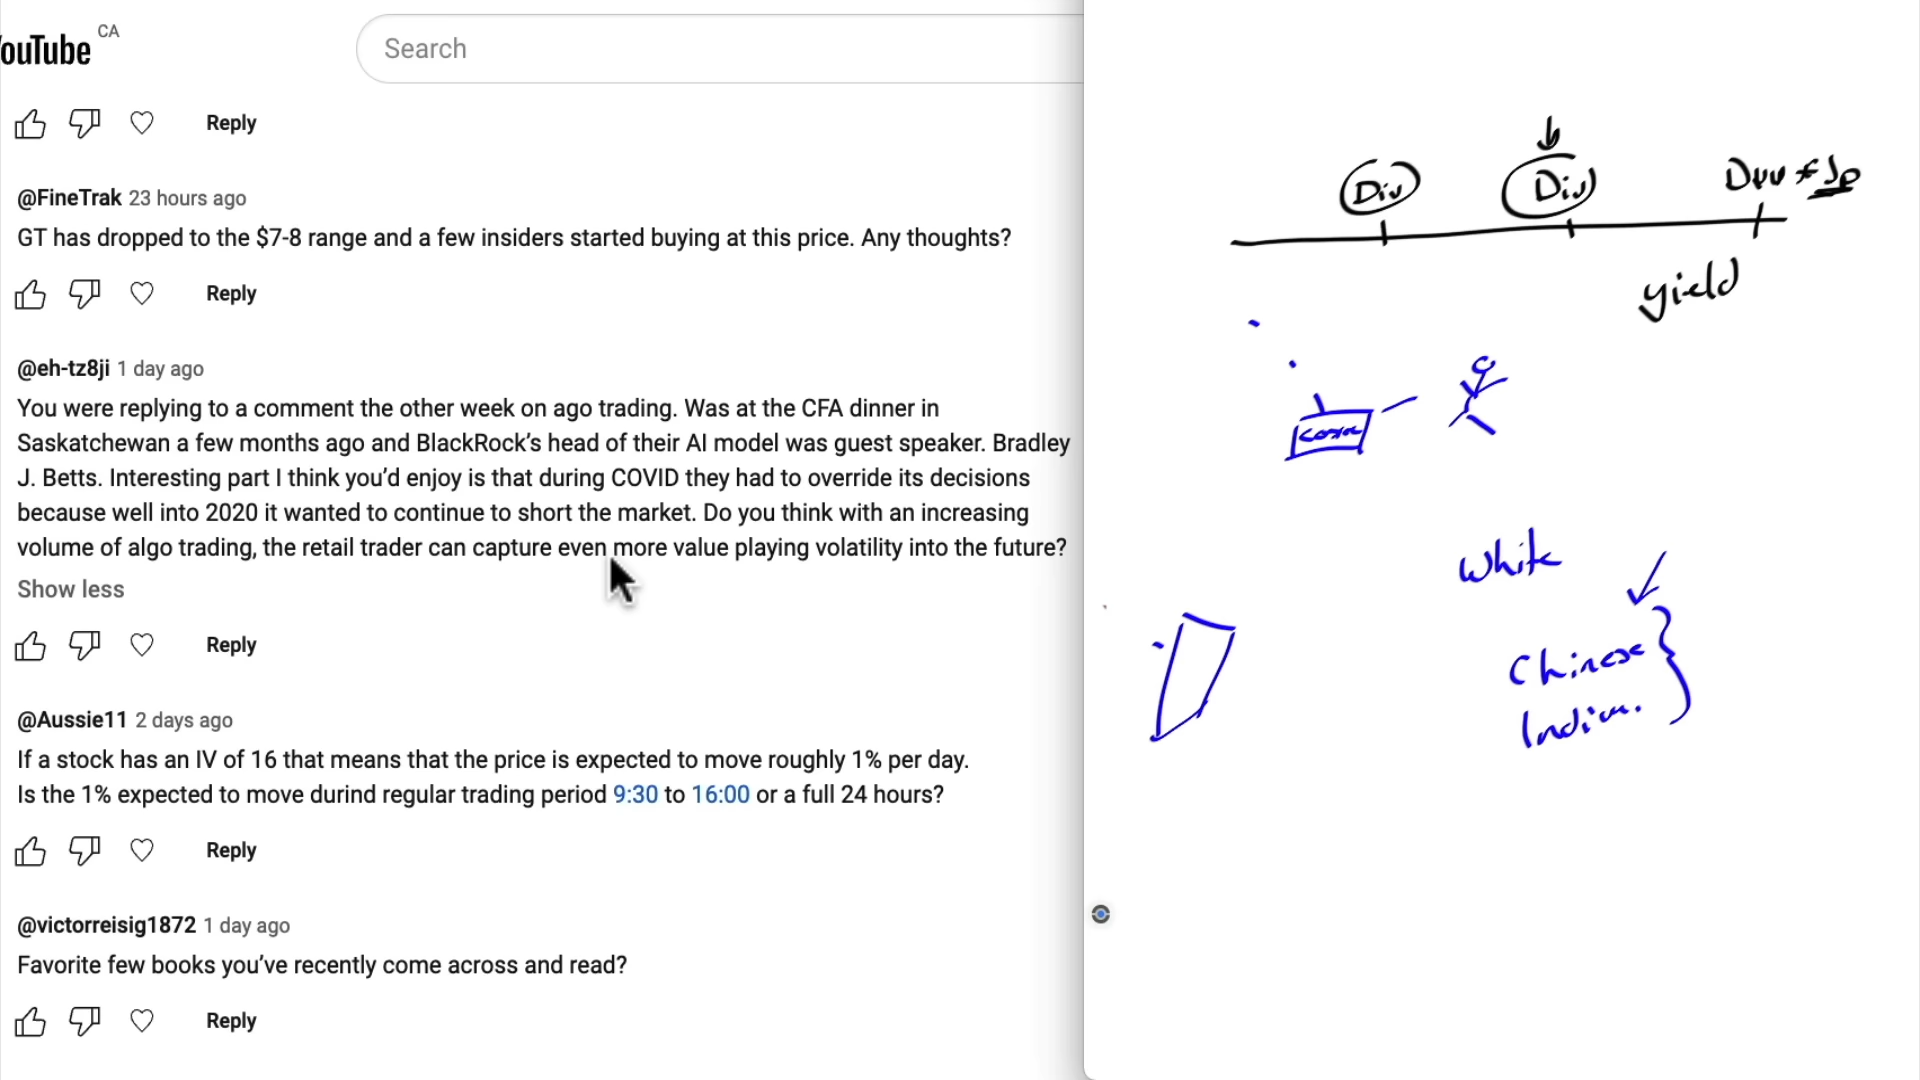 ouTube CA
Search
Reply
@FineTrak 23 hours ago
GT has dropped to the $7-8 range and a few insiders started buying at this price. Any thoughts?
Reply
@eh-tz8ji 1 day ago
You were replying to a comment the other week on ago trading. Was at the CFA dinner in
Saskatchewan a few months ago and BlackRock's head of their AI model was guest speaker. Bradley
J. Betts. Interesting part I think you'd enjoy is that during COVID they had to override its decisions
because well into 2020 it wanted to continue to short the market. Do you think with an increasing
volume of algo trading, the retail trader can capture even more value playing volatility into the future?
Show less
Reply
@Aussie11 2 days ago
If a stock has an IV of 16 that means that the price is expected to move roughly 1% per day.
Is the 1% expected to move durind regular trading period 9:30 to 16:00 or a full 24 hours?
Reply
@victorreisig1872 1 day ago
Favorite few books you've recently come across and read?
Reply
Div Div
yield
White
Chinese